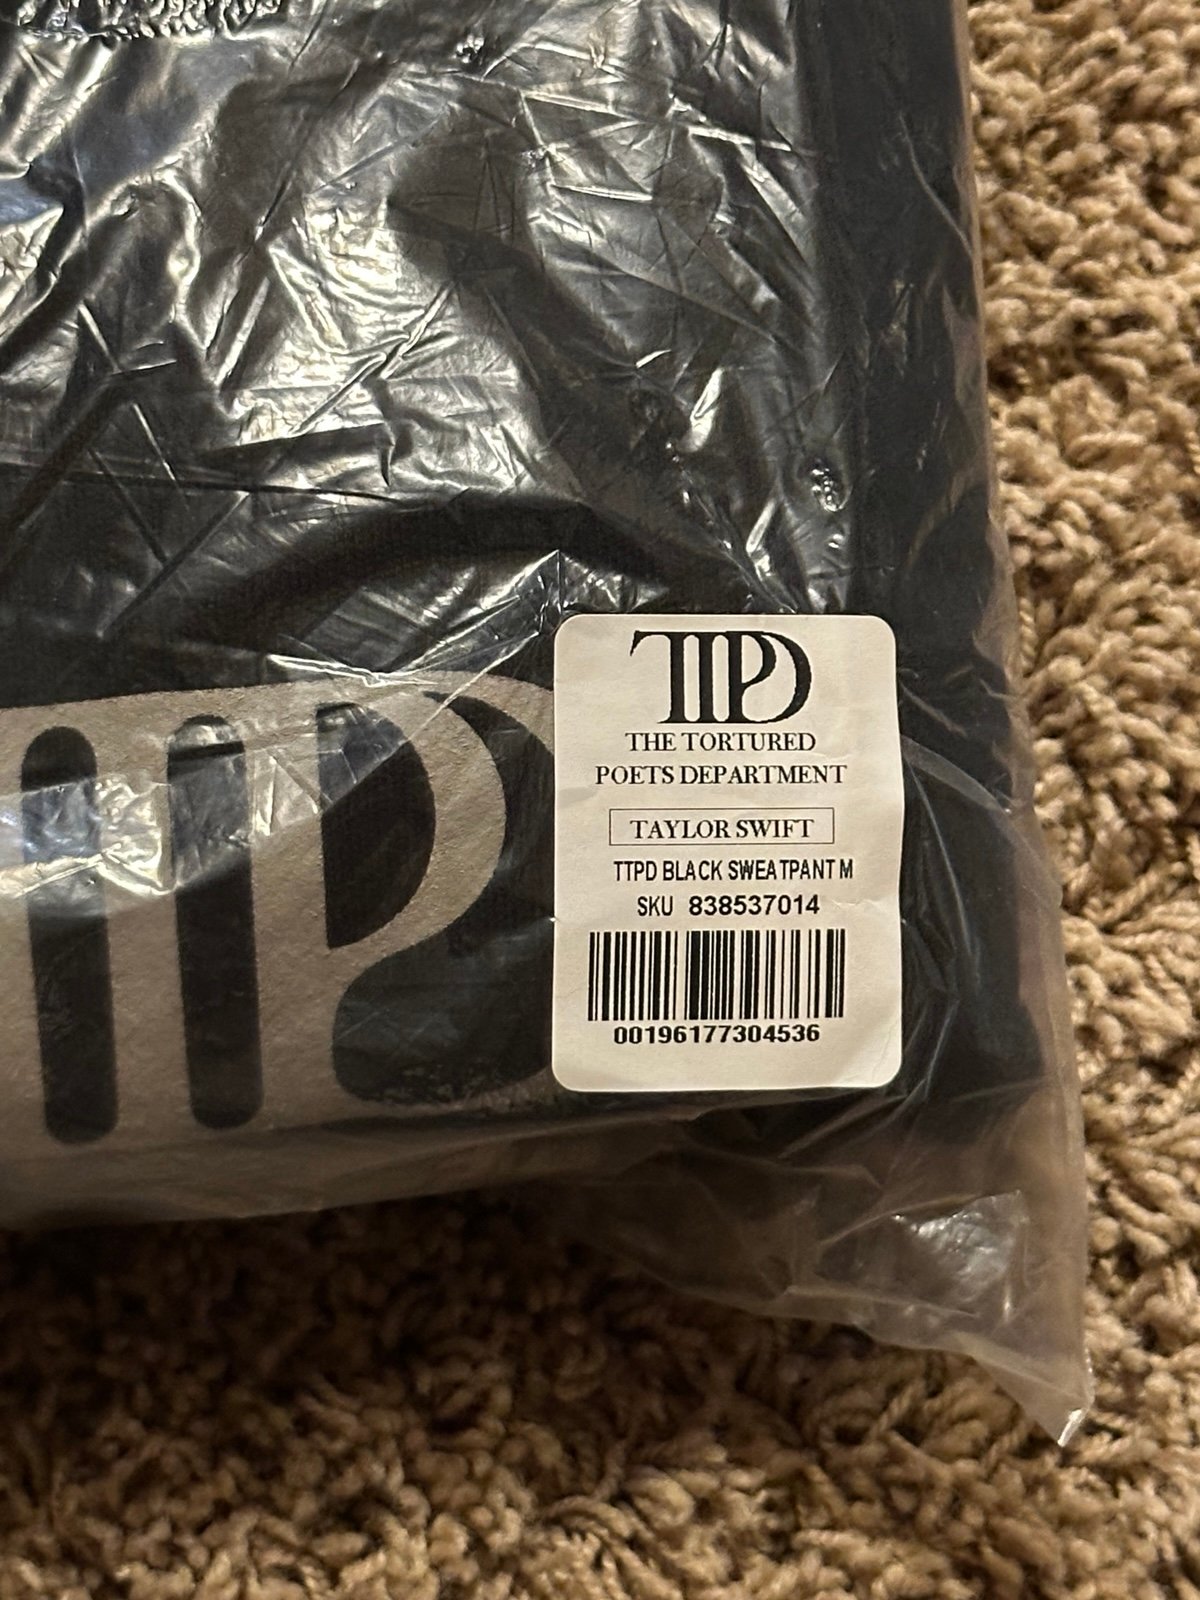 TTPD
THE TORTURED
POETS DEPARTMENT
TAYLOR SWIFT
TTPD BLACK SWEATPANT M
SKU 838537014
00196177304536